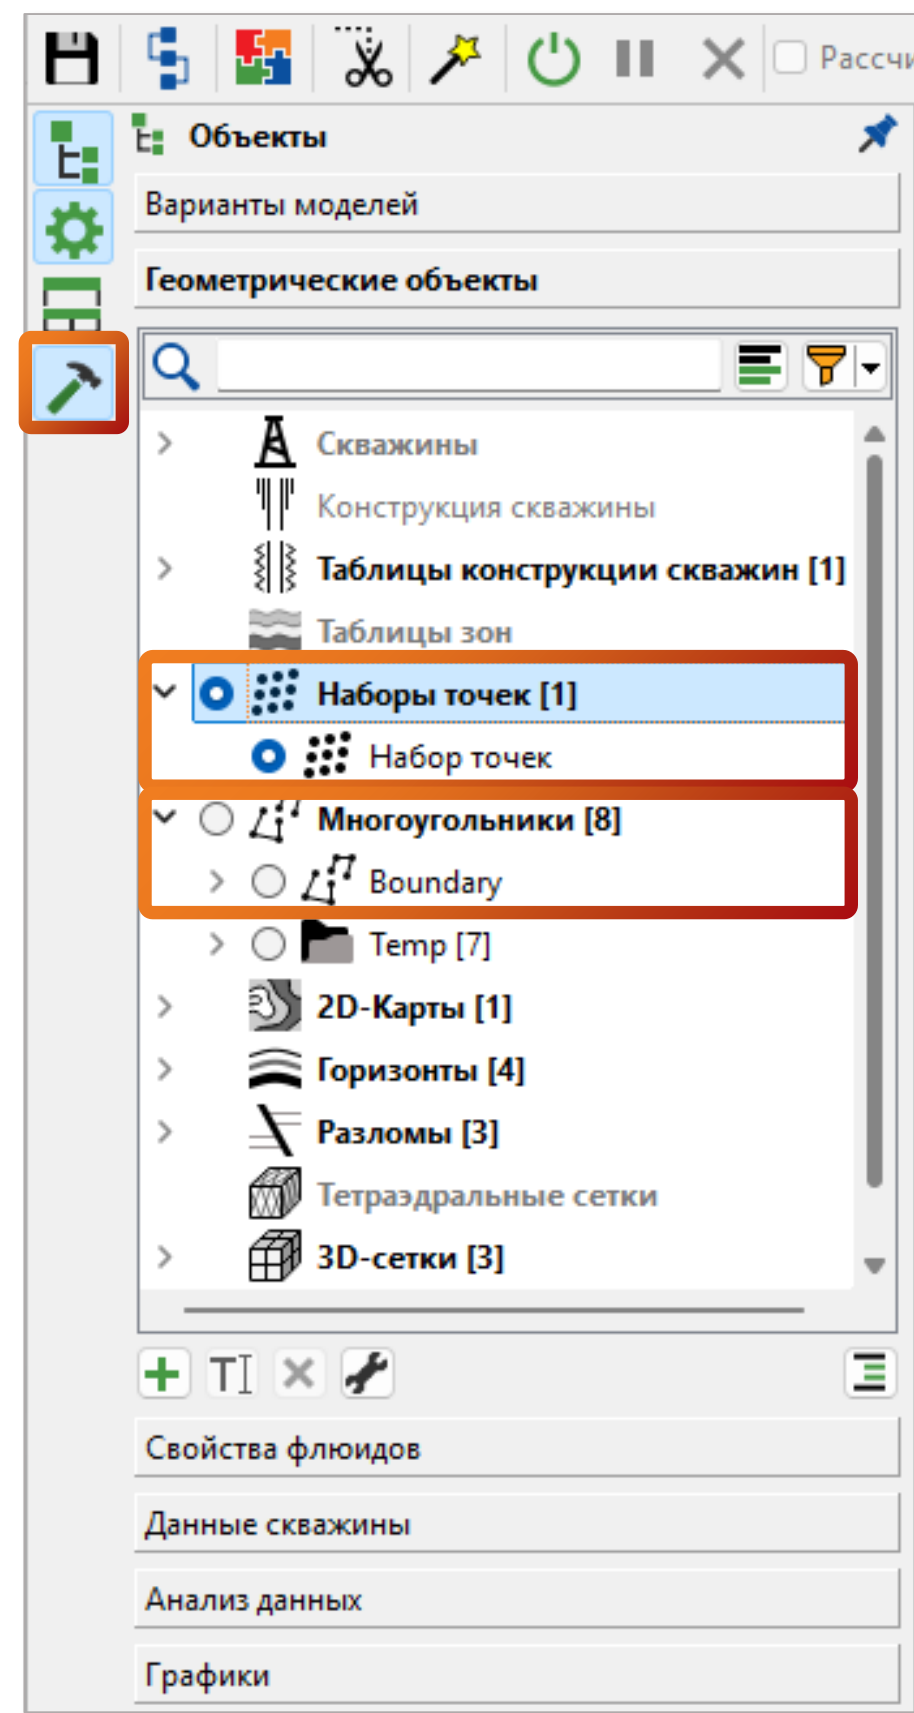 Объекты
Варианты моделей
Геометрические объекты
Скважины
Конструкция скважины
Таблицы конструкции скважин [1]
Таблицы зон
Наборы точек [1]
Набор точек
Многоугольники [8]
Boundary
Temp [7]
2D-Карты [1]
Горизонты [4]
Разломы [3]
Тетраэдральные сетки
3D-сетки [3]
Свойства флюидов
Данные скважины
Анализ данных
Графики